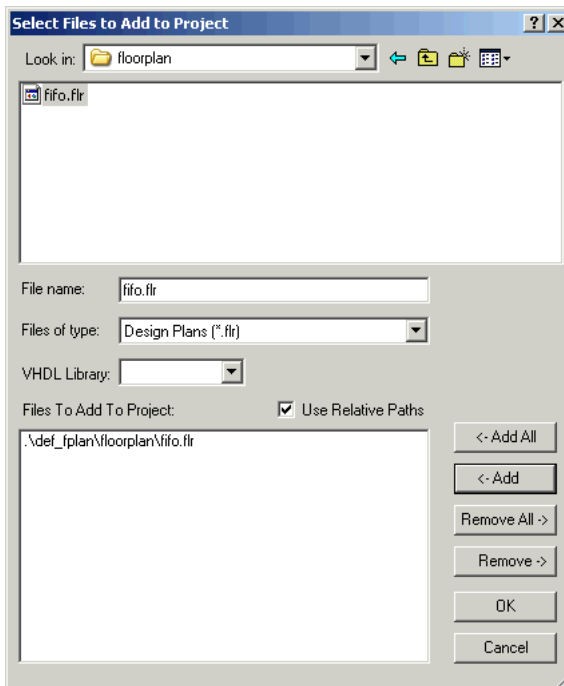 Select Files to Add to Project
Look in: floorplan
fifo.flr
File name: fifo.flr
Files of type: Design Plans (*.flr)
VHDL Library:
Files To Add To Project: Use Relative Paths
.\def_fplan\floorplan\fifo.flr
<- Add All
<- Add
Remove All ->
Remove ->
OK
Cancel